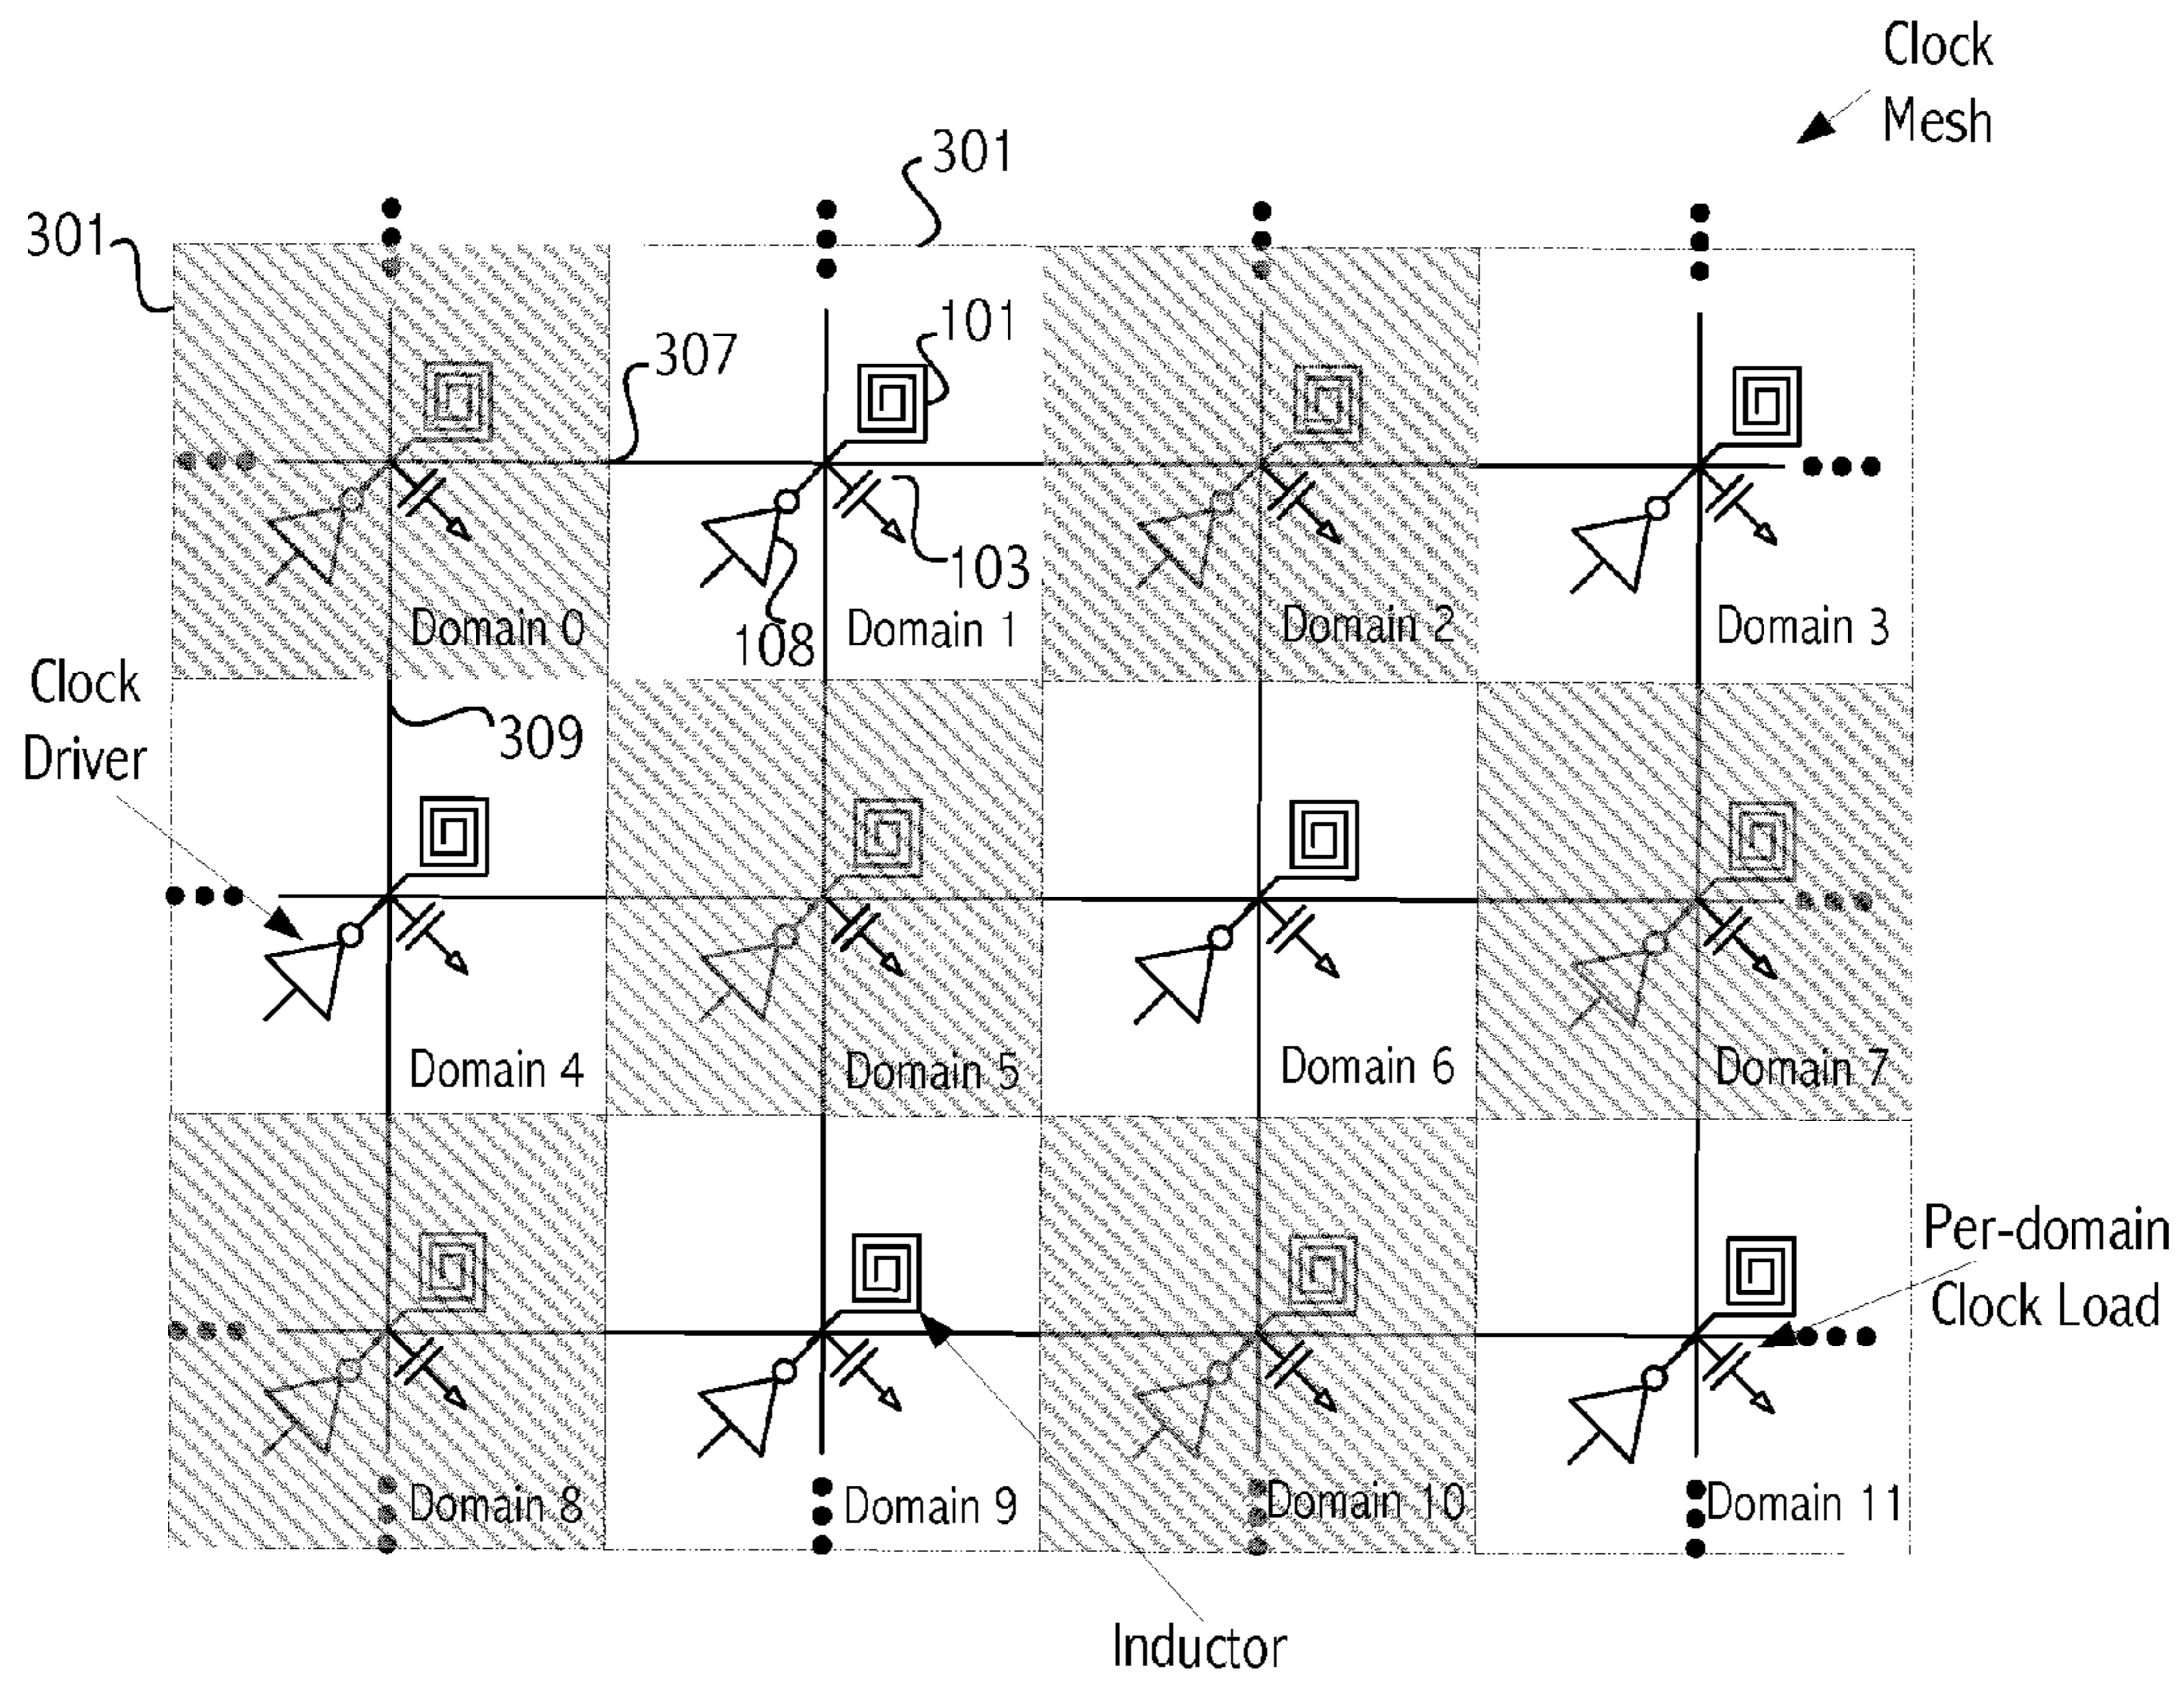 Clock
Mesh
301
301
101
307
103
108
Domain 0
Domain 1
Domain 2
Domain 3
Clock
Driver
309
Domain 4
Domain 5
Domain 6
Domain 7
Per-domain
Clock Load
Domain 8
Domain 9
Domain 10
Domain 11
Inductor